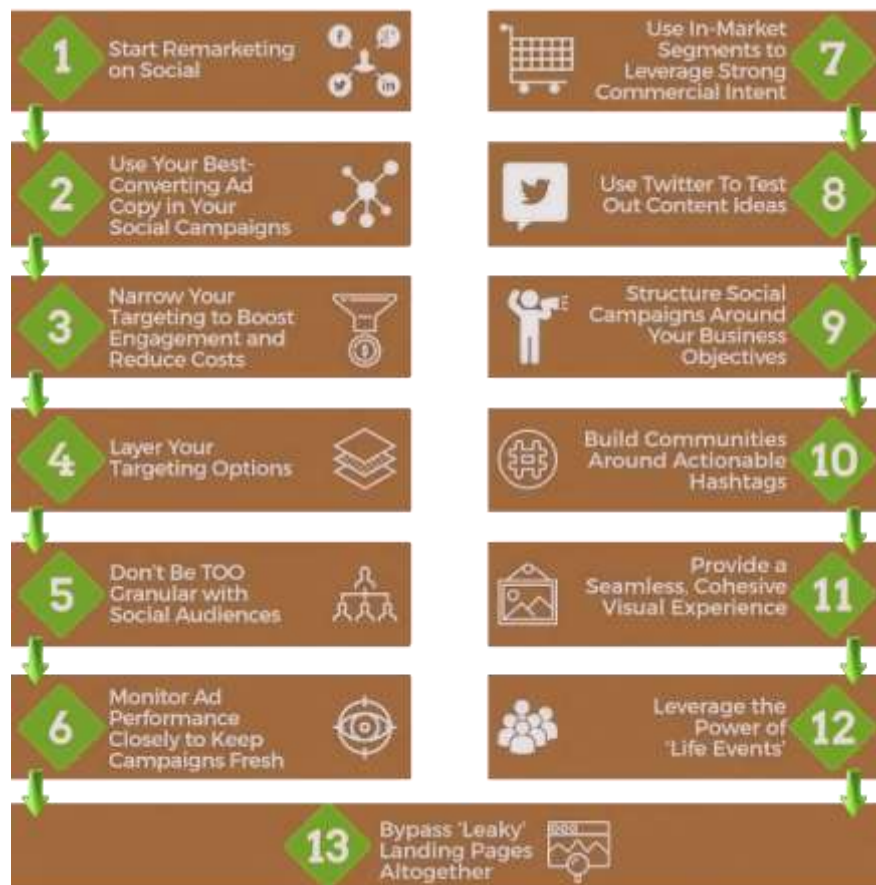 1
Start Remarketing
on Social
2
Use Your Best-
Converting Ad
Copy in Your
Social Campaigns
3
Narrow Your
Targeting to Boost
Engagement and
Reduce Costs
4
Layer Your
Targeting Options
5
Don't Be TOO
Granular with
Social Audiences
6
Monitor Ad
Performance
Closely to Keep
Campaigns Fresh
Use In-Market
Segments to
Leverage Strong
Commercial Intent
7
Use Twitter To Test
Out Content Ideas
8
Structure Social
Campaigns Around
Your Business
Objectives
9
Build Communities
Around Actionable
Hashtags
10
Provide a
Seamless, Cohesive
Visual Experience
11
Leverage the
Power of
'Life Events'
12
13
Bypass 'Leaky'
Landing Pages
Altogether